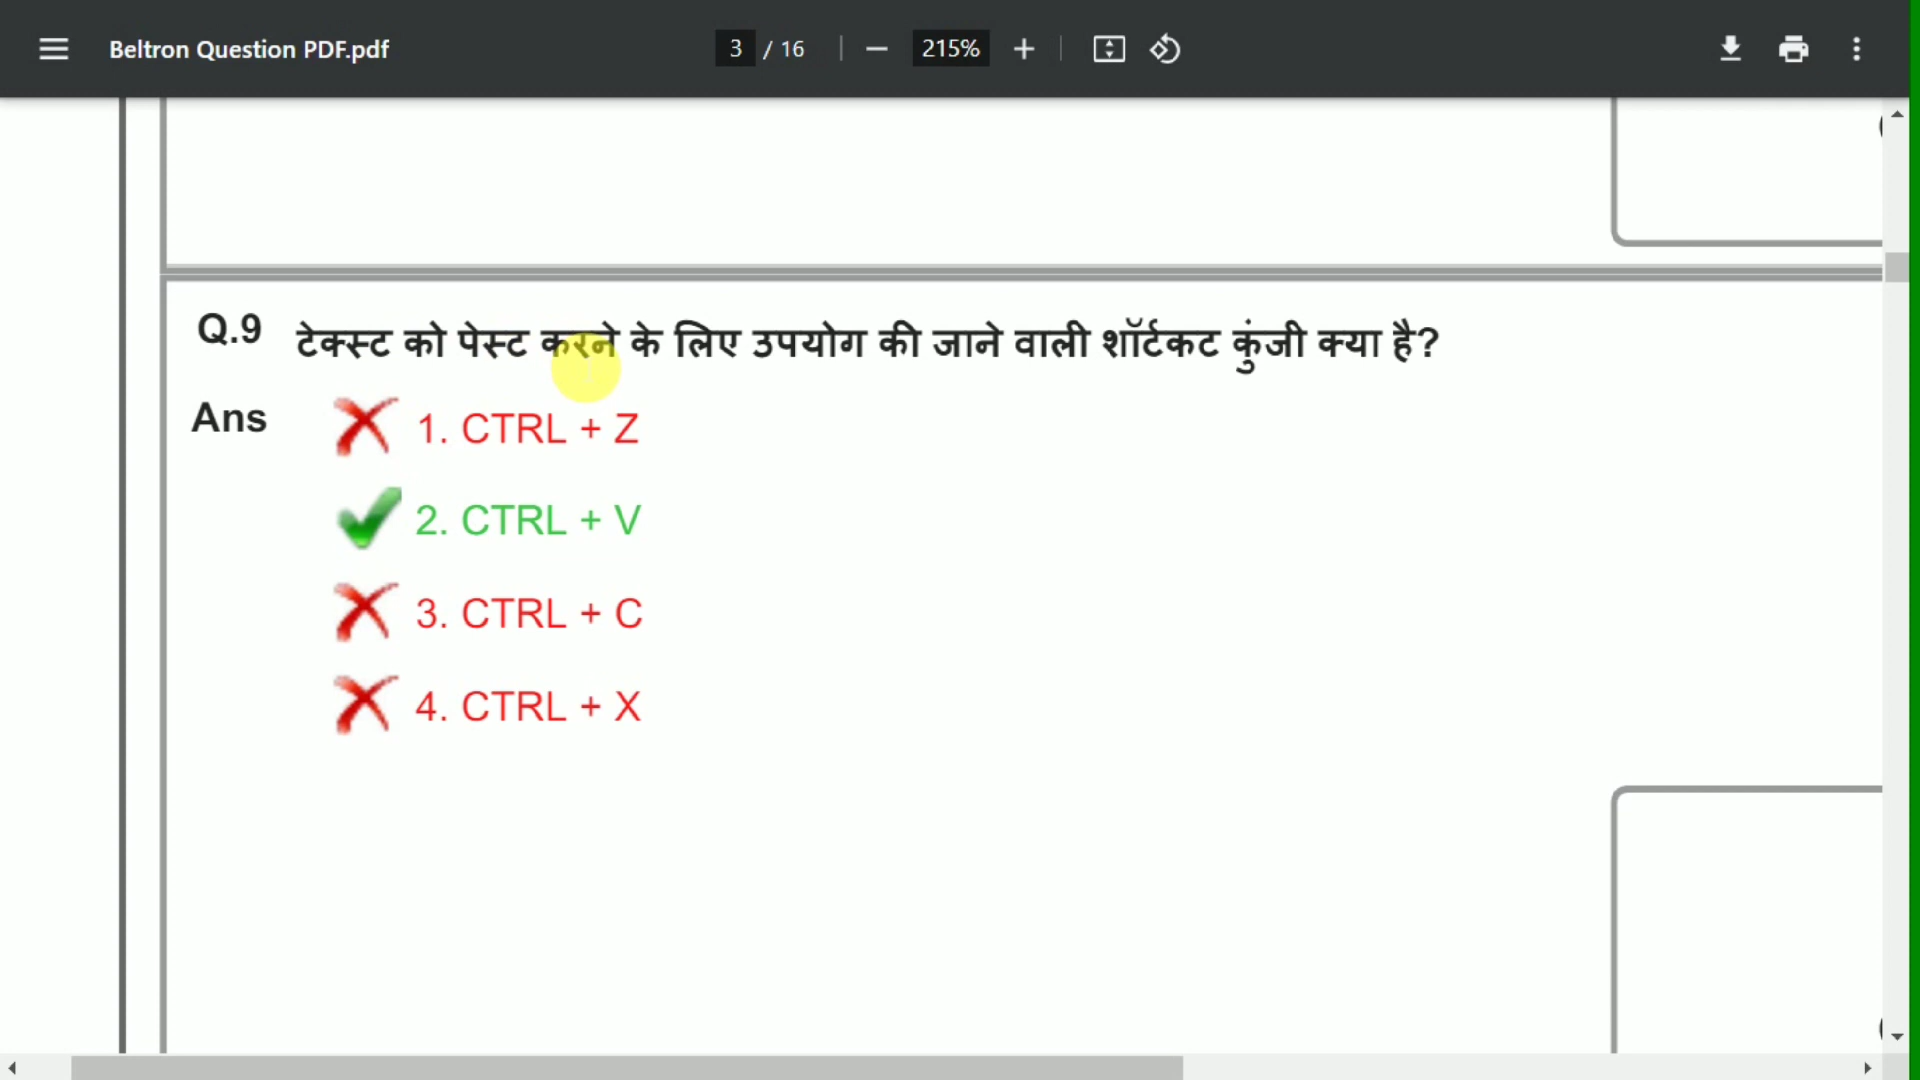 Beltron Question PDF.pdf
3 / 16
215%
Q.9 टेक्स्ट को पेस्ट करने के लिए उपयोग की जाने वाली शॉर्टकट कुंजी क्या है?
Ans
1. CTRL + Z
2. CTRL + V
3. CTRL + C
4. CTRL + X